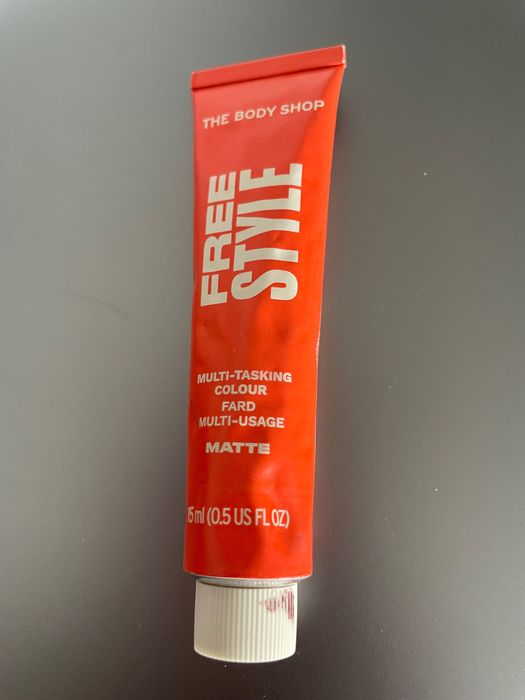 THE BODY SHOP
FREE
STYLE
MULTI-TASKING
COLOUR
FARD
MULTI-USAGE
MATTE
15 ml (0.5 US FL OZ)